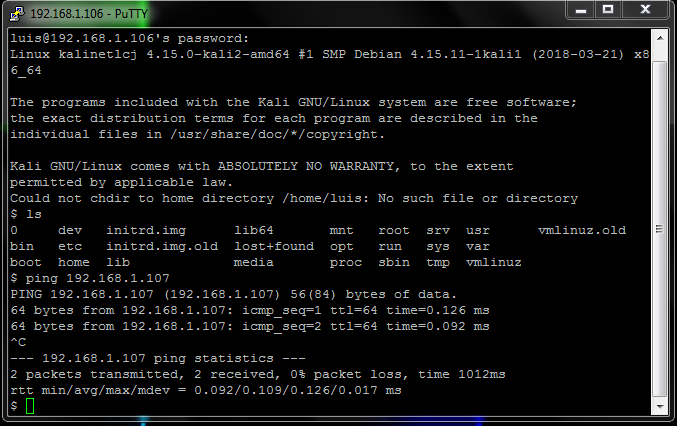 192.168.1.106 - PuTTY
luis@192.168.1.106's password:
Linux kalinetlcj 4.15.0-kali2-amd64 #1 SMP Debian 4.15.11-1kali1 (2018-03-21) x8
6_64
The programs included with the Kali GNU/Linux system are free software;
the exact distribution terms for each program are described in the
individual files in /usr/share/doc/*/copyright.
Kali GNU/Linux comes with ABSOLUTELY NO WARRANTY, to the extent
permitted by applicable law.
Could not chdir to home directory /home/luis: No such file or directory
$ ls
0    dev   initrd.img      lib64       mnt   root  srv  usr      vmlinuz.old
bin  etc   initrd.img.old  lost+found  opt   run   sys  var
boot home  lib             media       proc  sbin  tmp  vmlinuz
$ ping 192.168.1.107
PING 192.168.1.107 (192.168.1.107) 56(84) bytes of data.
64 bytes from 192.168.1.107: icmp_seq=1 ttl=64 time=0.126 ms
64 bytes from 192.168.1.107: icmp_seq=2 ttl=64 time=0.092 ms
^C
--- 192.168.1.107 ping statistics ---
2 packets transmitted, 2 received, 0% packet loss, time 1012ms
rtt min/avg/max/mdev = 0.092/0.109/0.126/0.017 ms
$